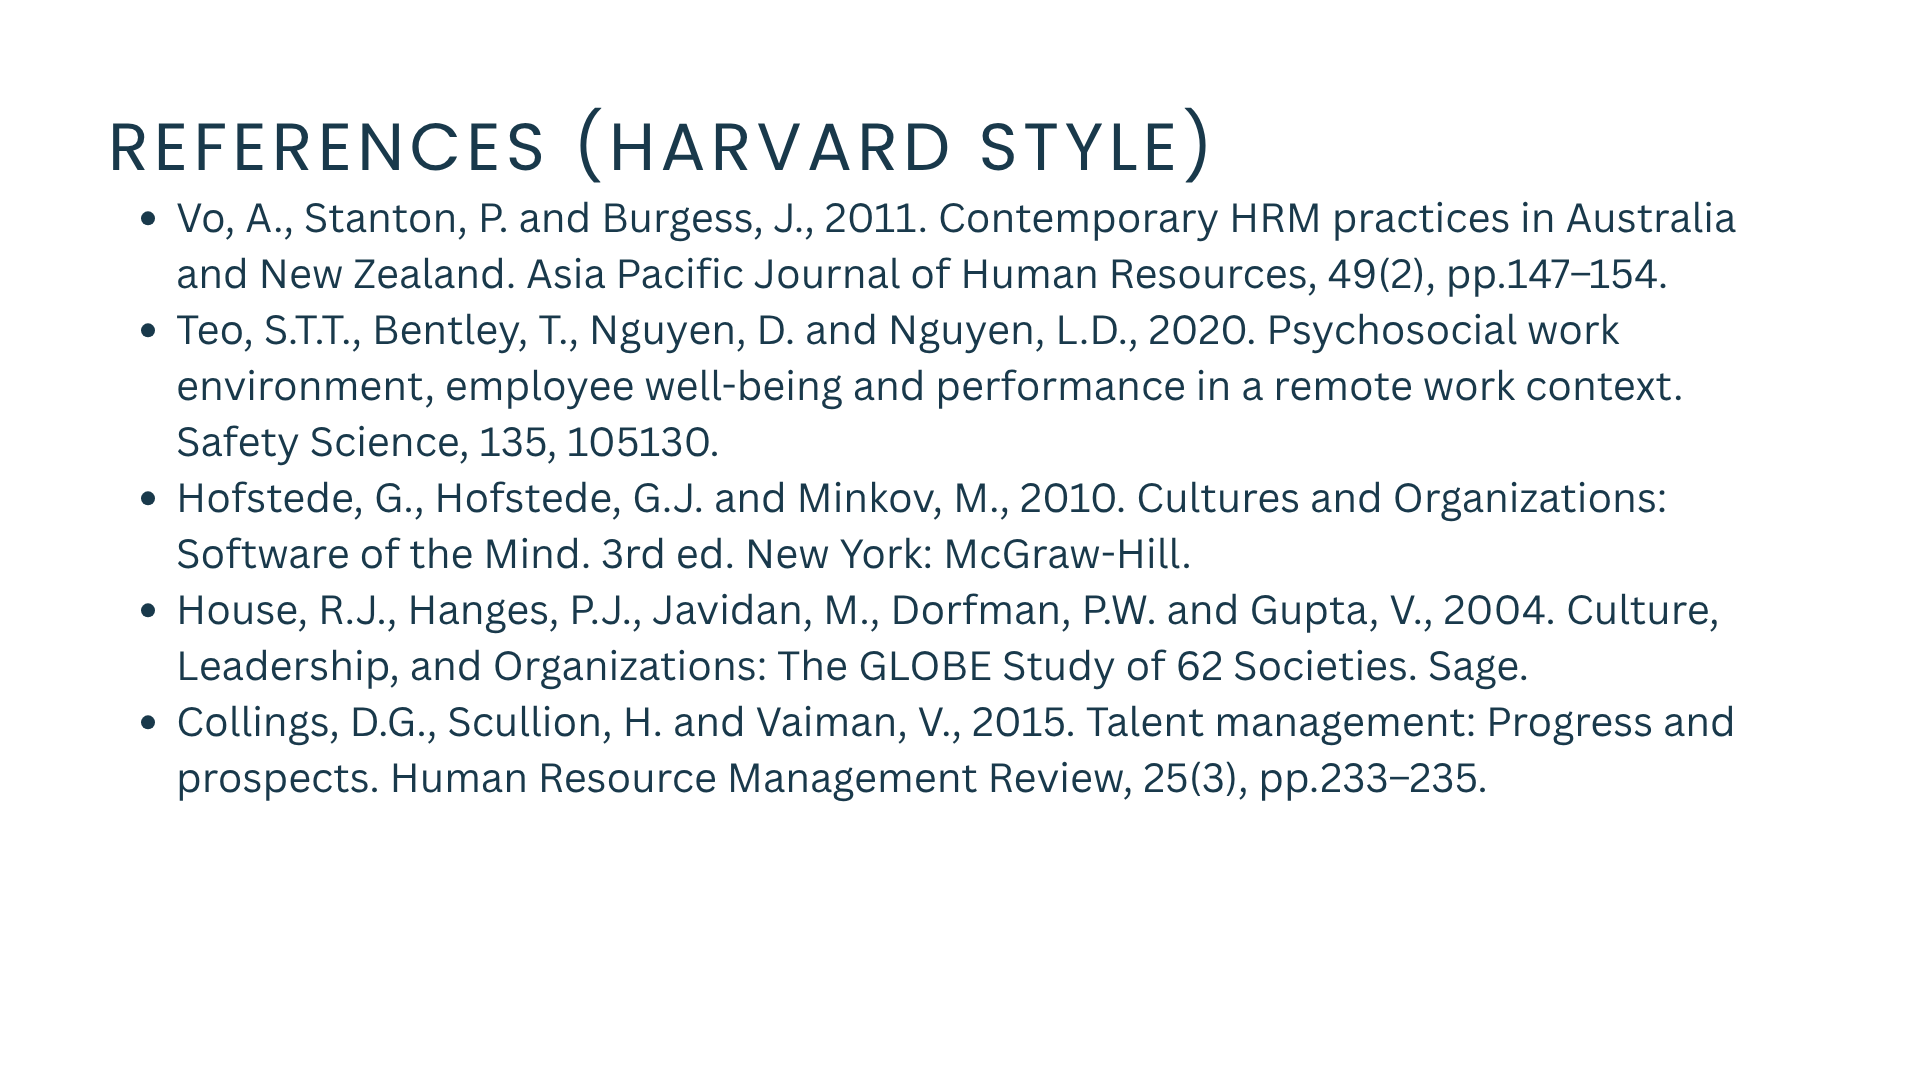 REFERENCES (HARVARD STYLE)
• Vo, A., Stanton, P. and Burgess, J., 2011. Contemporary HRM practices in Australia
and New Zealand. Asia Pacific Journal of Human Resources, 49(2), pp.147–154.
• Teo, S.T.T., Bentley, T., Nguyen, D. and Nguyen, L.D., 2020. Psychosocial work
environment, employee well-being and performance in a remote work context.
Safety Science, 135, 105130.
• Hofstede, G., Hofstede, G.J. and Minkov, M., 2010. Cultures and Organizations:
Software of the Mind. 3rd ed. New York: McGraw-Hill.
• House, R.J., Hanges, P.J., Javidan, M., Dorfman, P.W. and Gupta, V., 2004. Culture,
Leadership, and Organizations: The GLOBE Study of 62 Societies. Sage.
• Collings, D.G., Scullion, H. and Vaiman, V., 2015. Talent management: Progress and
prospects. Human Resource Management Review, 25(3), pp.233–235.